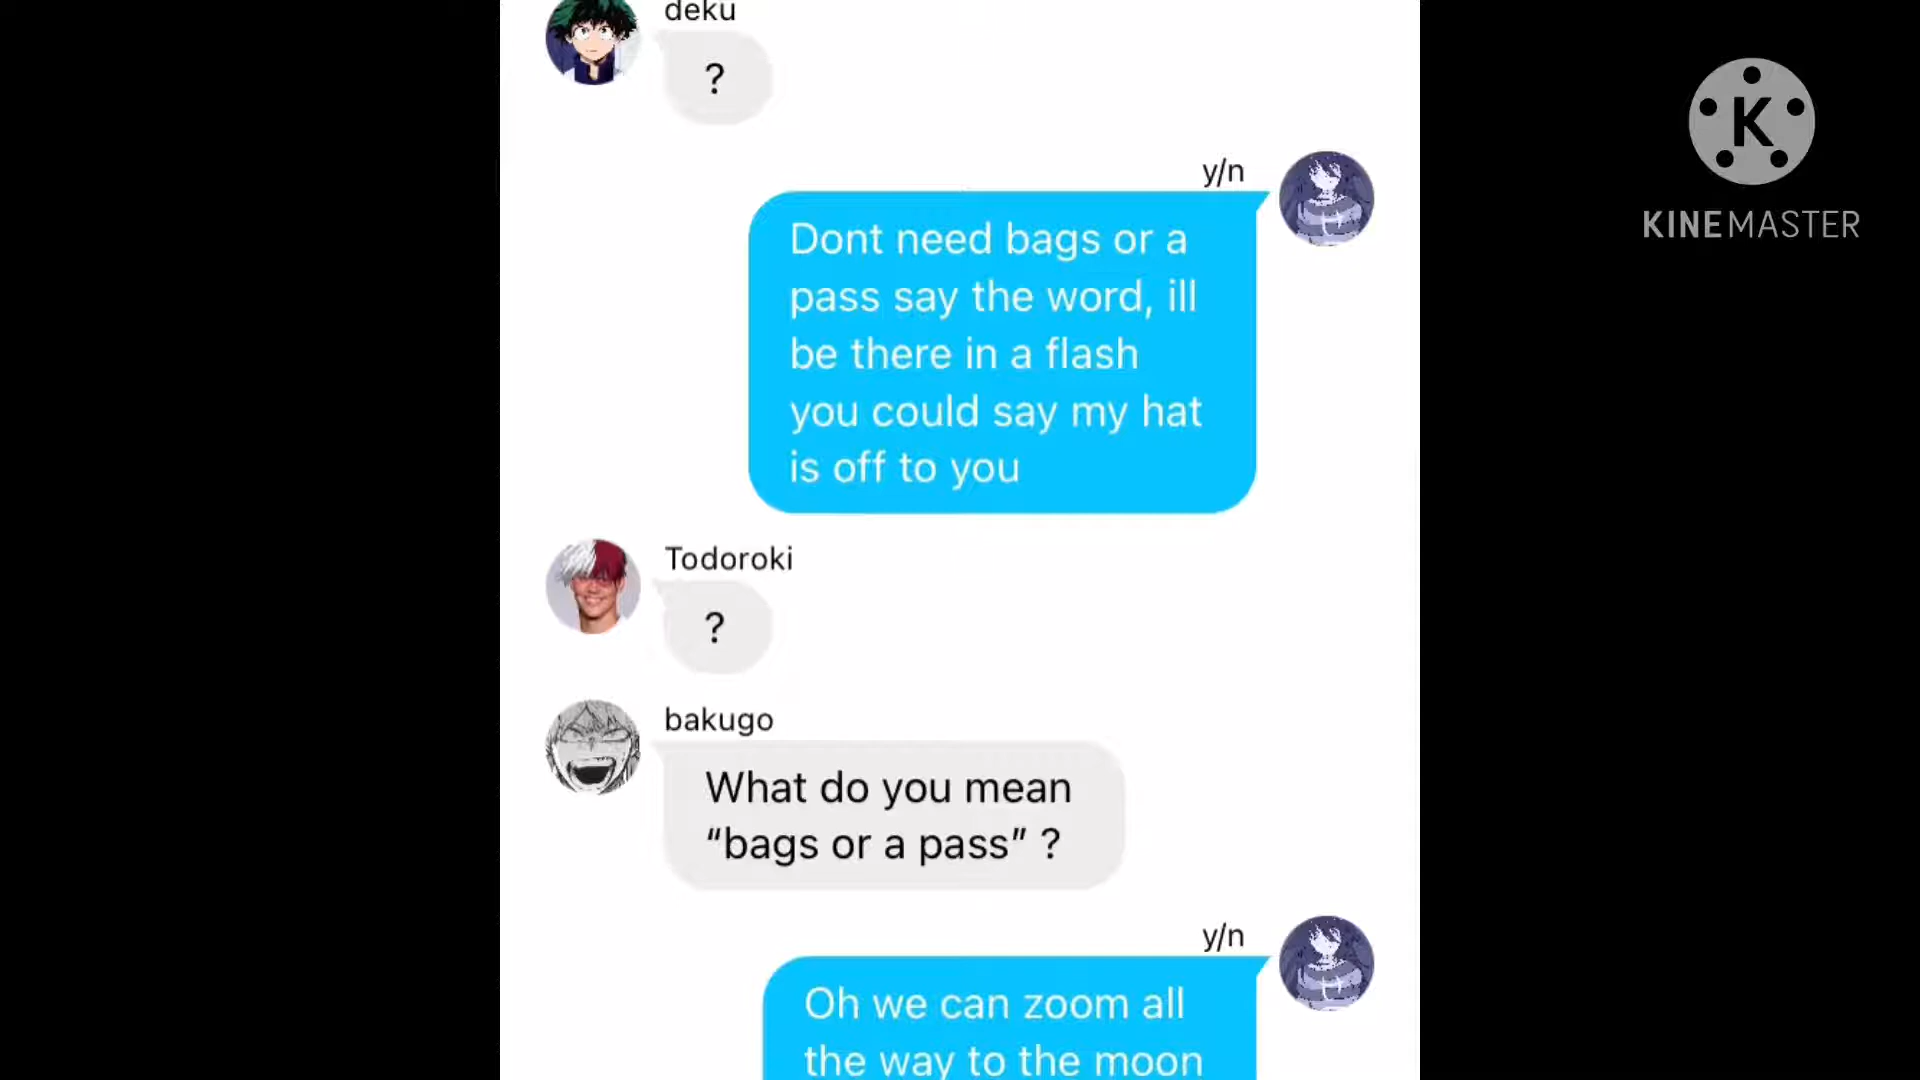 deku
?
y/n
Dont need bags or a
pass say the word, ill
be there in a flash
you could say my hat
is off to you
Todoroki
?
bakugo
What do you mean
“bags or a pass” ?
y/n
Oh we can zoom all
the way to the moon
K
KINEMASTER